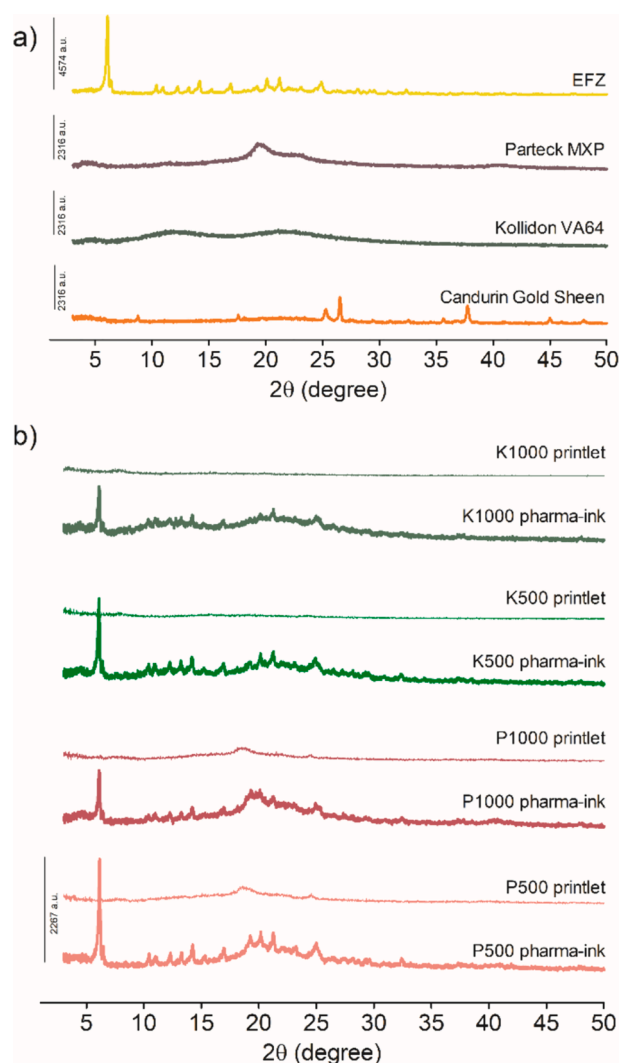 a)
4574 a.u.
EFZ
2316 a.u.
Parteck MXP
2316 a.u.
Kollidon VA64
2316 a.u.
Candurin Gold Sheen
5 10 15 20 25 30 35 40 45 50
2θ (degree)
b)
K1000 printlet
K1000 pharma-ink
K500 printlet
K500 pharma-ink
P1000 printlet
P1000 pharma-ink
2267 a.u.
P500 printlet
P500 pharma-ink
5 10 15 20 25 30 35 40 45 50
2θ (degree)